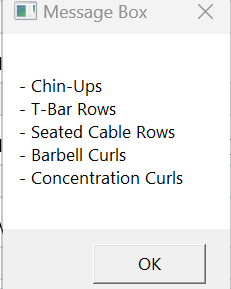 Message Box
- Chin-Ups
- T-Bar Rows
- Seated Cable Rows
- Barbell Curls
- Concentration Curls
OK